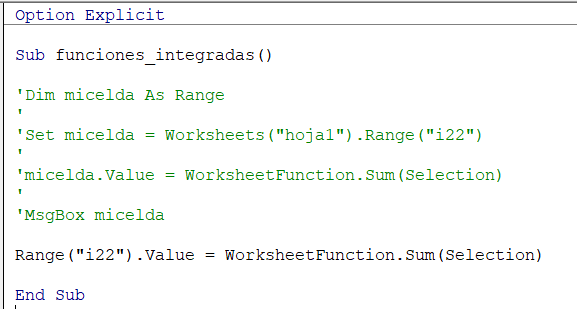 Option Explicit
Sub funciones_integradas()
'Dim micelda As Range
'
'Set micelda = Worksheets("hoja1").Range("i22")
'
'micelda.Value = WorksheetFunction.Sum(Selection)
'
'MsgBox micelda
Range("i22").Value = WorksheetFunction.Sum(Selection)
End Sub